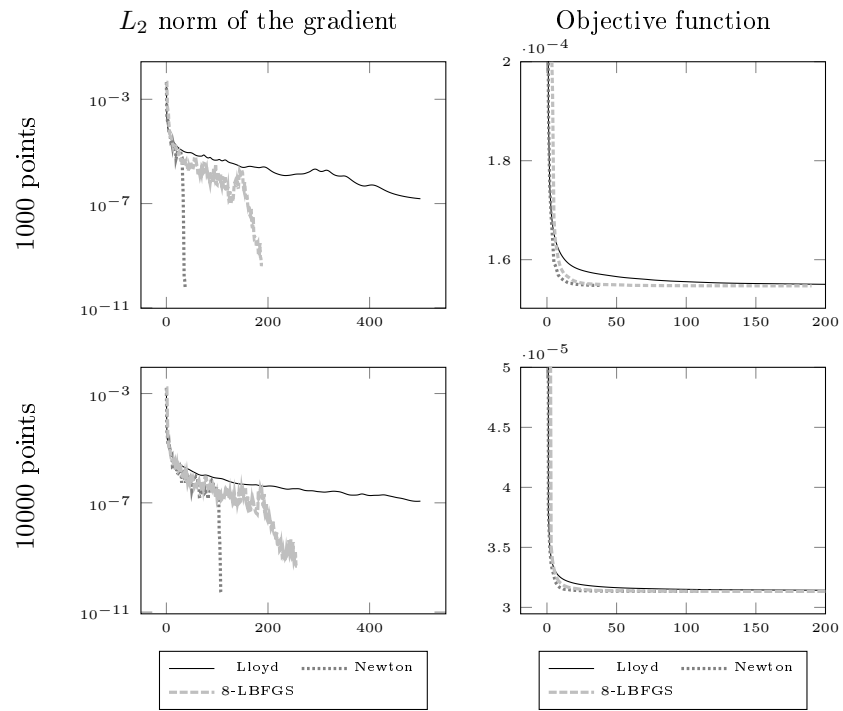 L₂ norm of the gradient
Objective function
1000 points
10⁻³
10⁻⁷
10⁻¹¹
0 200 400
·10⁻⁴
2
1.8
1.6
0 50 100 150 200
10000 points
10⁻³
10⁻⁷
10⁻¹¹
0 200 400
·10⁻⁵
5
4.5
4
3.5
3
0 50 100 150 200
Lloyd Newton
8-LBFGS
Lloyd Newton
8-LBFGS